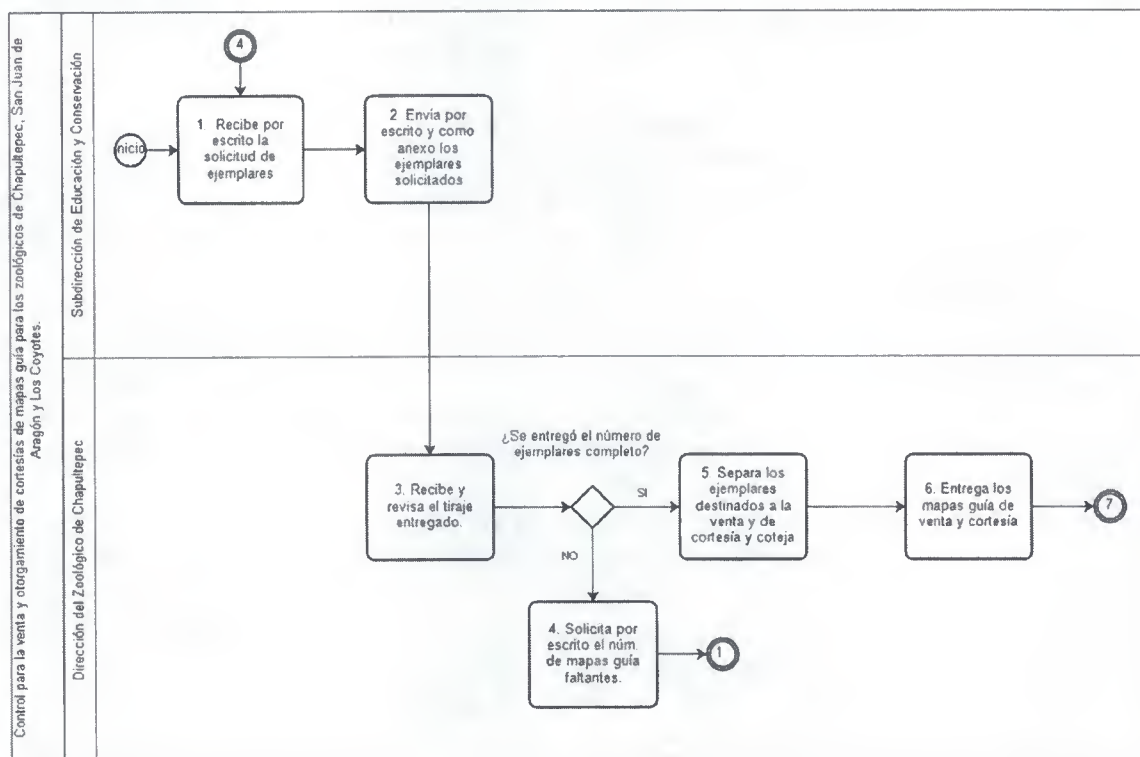 Control para la venta y otorgamiento de cortesías de mapas guía para los zoológicos de Chapultepec, San Juan de
Aragón y Los Coyotes.
Subdirección de Educación y Conservación
4
Inicio
1. Recibe por
escrito la
solicitud de
ejemplares
2 Envía por
escrito y como
anexo los
ejemplares
solicitados
Dirección del Zoológico de Chapultepec
3. Recibe y
revisa el tiraje
entregado.
¿Se entregó el número de
ejemplares completo?
SI
NO
5. Separa los
ejemplares
destinados a la
venta y de
cortesía y coteja
6. Entrega los
mapas guía de
venta y cortesía
7
4. Solicita por
escrito el núm.
de mapas guía
faltantes.
1